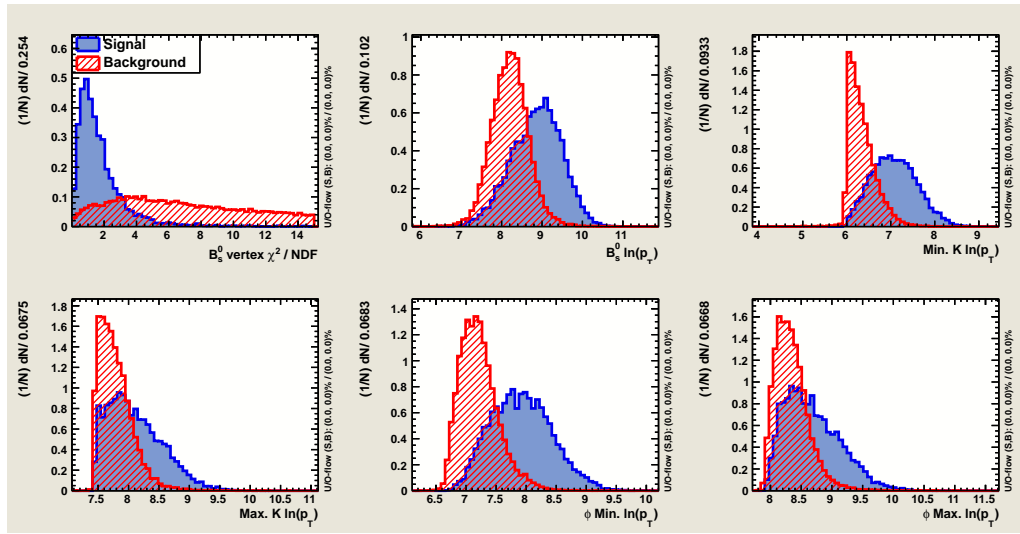 (1/N) dN/ 0.254
0.6
0.5
0.4
0.3
0.2
0.1
0
Signal
Background
2 4 6 8 10 12 14
B_s^0 vertex χ² / NDF
U/O-flow (S,B): (0.0, 0.0)% / (0.0, 0.0)%
(1/N) dN/ 0.102
1
0.8
0.6
0.4
0.2
0
6 7 8 9 10 11
B_s^0 ln(p_T)
U/O-flow (S,B): (0.0, 0.0)% / (0.0, 0.0)%
(1/N) dN/ 0.0933
1.8
1.6
1.4
1.2
1
0.8
0.6
0.4
0.2
0
4 5 6 7 8 9
Min. K ln(p_T)
U/O-flow (S,B): (0.0, 0.0)% / (0.0, 0.0)%
(1/N) dN/ 0.0675
1.8
1.6
1.4
1.2
1
0.8
0.6
0.4
0.2
0
7.5 8 8.5 9 9.5 10 10.5 11
Max. K ln(p_T)
U/O-flow (S,B): (0.0, 0.0)% / (0.0, 0.0)%
(1/N) dN/ 0.0683
1.4
1.2
1
0.8
0.6
0.4
0.2
0
6.5 7 7.5 8 8.5 9 9.5 10
ϕ Min. ln(p_T)
U/O-flow (S,B): (0.0, 0.0)% / (0.0, 0.0)%
(1/N) dN/ 0.0668
1.6
1.4
1.2
1
0.8
0.6
0.4
0.2
0
8 8.5 9 9.5 10 10.5 11 11.5
ϕ Max. ln(p_T)
U/O-flow (S,B): (0.0, 0.0)% / (0.0, 0.0)%